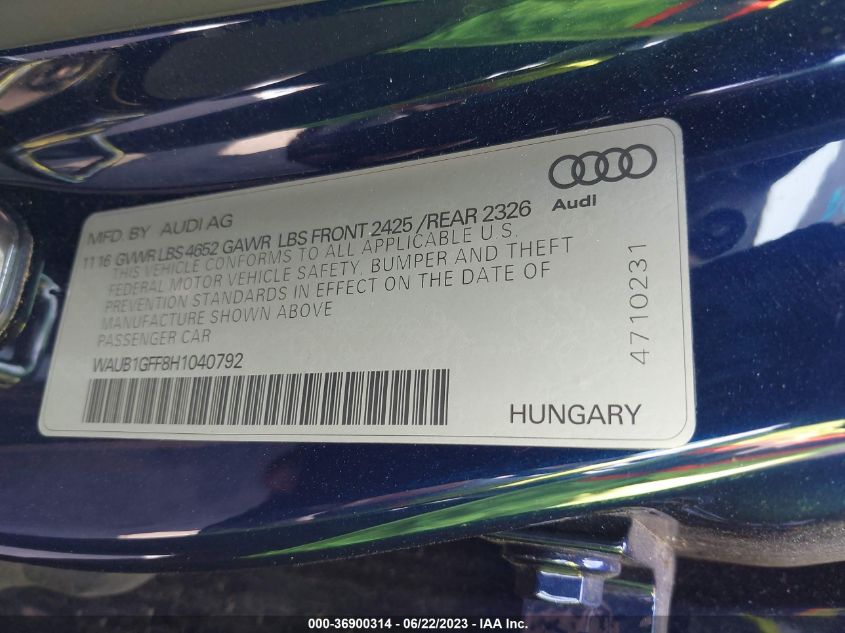 Audi
MFD. BY AUDI AG
11 16 GVWR LBS 4652 GAWR LBS FRONT 2425 / REAR 2326
THIS VEHICLE CONFORMS TO ALL APPLICABLE U S.
FEDERAL MOTOR VEHICLE SAFETY, BUMPER AND THEFT
PREVENTION STANDARDS IN EFFECT ON THE DATE OF
MANUFACTURE SHOWN ABOVE
PASSENGER CAR
WAUB1GFF8H1040792
HUNGARY
4710231
000-36900314 / 06/22/2023 - IAA Inc.